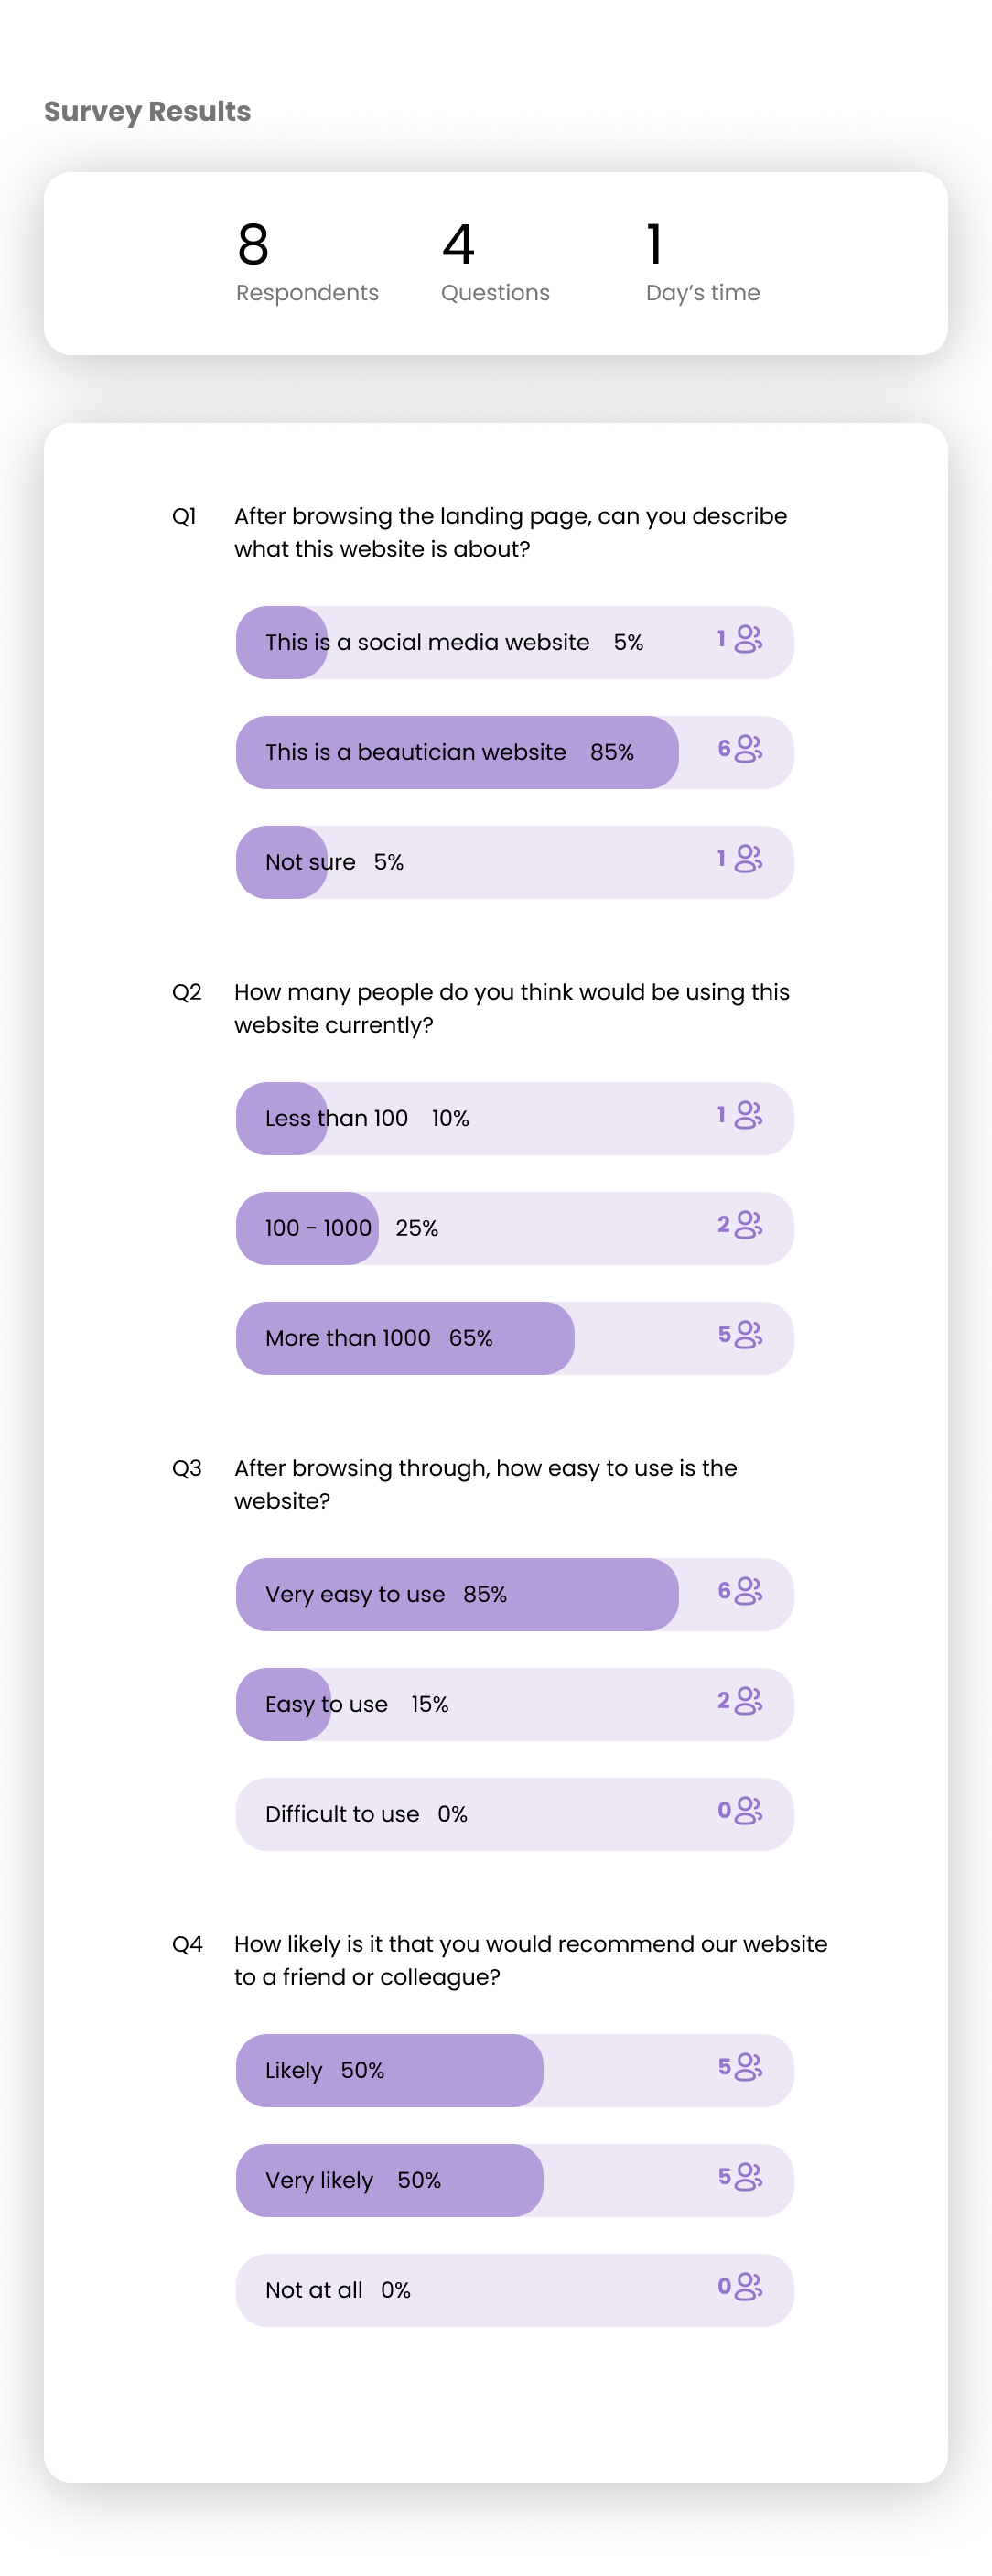 Survey Results
8
Respondents
4
Questions
1
Day’s time
Q1 After browsing the landing page, can you describe
what this website is about?
This is a social media website 5% 1
This is a beautician website 85% 6
Not sure 5% 1
Q2 How many people do you think would be using this
website currently?
Less than 100 10% 1
100 - 1000 25% 2
More than 1000 65% 5
Q3 After browsing through, how easy to use is the
website?
Very easy to use 85% 6
Easy to use 15% 2
Difficult to use 0% 0
Q4 How likely is it that you would recommend our website
to a friend or colleague?
Likely 50% 5
Very likely 50% 5
Not at all 0% 0